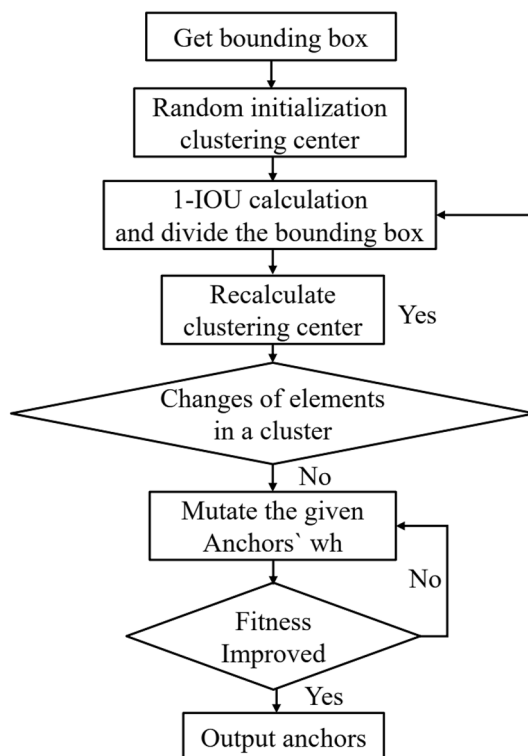 Get bounding box
Random initialization
clustering center
1-IOU calculation
and divide the bounding box
Recalculate
clustering center
Yes
Changes of elements
in a cluster
No
Mutate the given
Anchors` wh
No
Fitness
Improved
Yes
Output anchors